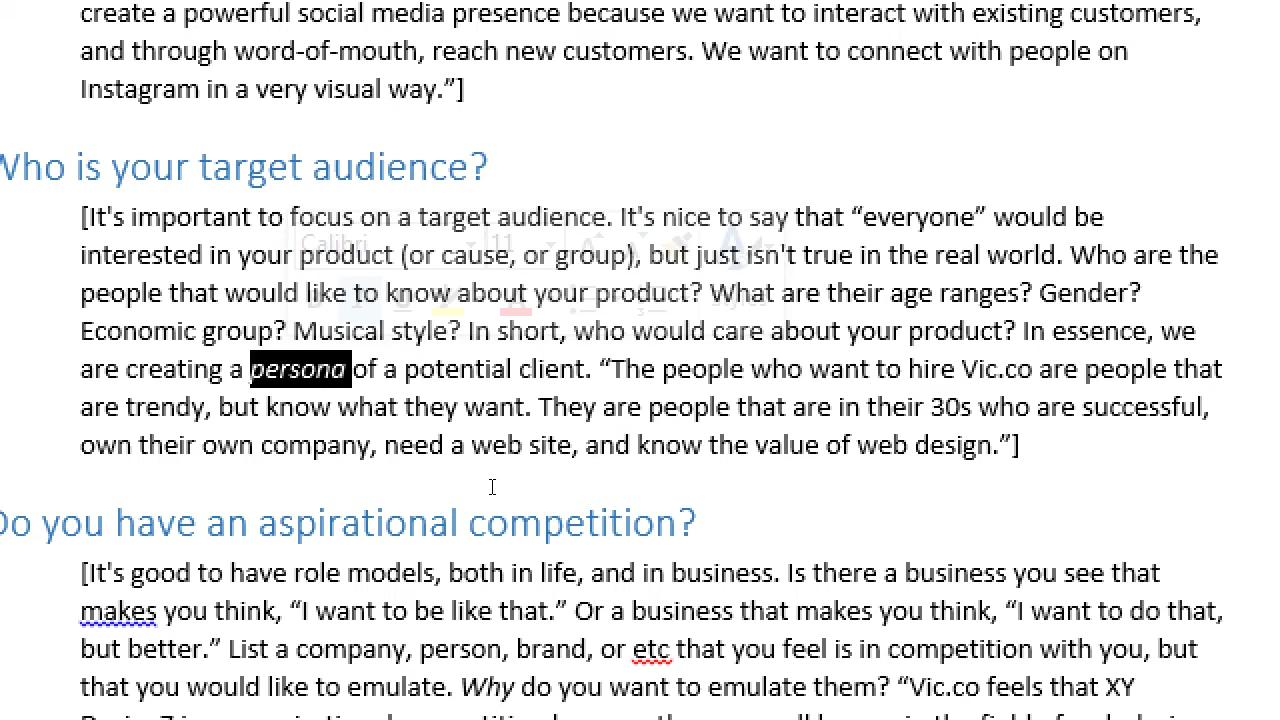 create a powerful social media presence because we want to interact with existing customers,
and through word-of-mouth, reach new customers. We want to connect with people on
Instagram in a very visual way.”]
Who is your target audience?
[It's important to focus on a target audience. It's nice to say that “everyone” would be
interested in your product (or cause, or group), but just isn't true in the real world. Who are the
people that would like to know about your product? What are their age ranges? Gender?
Economic group? Musical style? In short, who would care about your product? In essence, we
are creating a persona of a potential client. “The people who want to hire Vic.co are people that
are trendy, but know what they want. They are people that are in their 30s who are successful,
own their own company, need a web site, and know the value of web design.”]
Do you have an aspirational competition?
[It's good to have role models, both in life, and in business. Is there a business you see that
makes you think, “I want to be like that.” Or a business that makes you think, “I want to do that,
but better.” List a company, person, brand, or etc that you feel is in competition with you, but
that you would like to emulate. Why do you want to emulate them? “Vic.co feels that XY